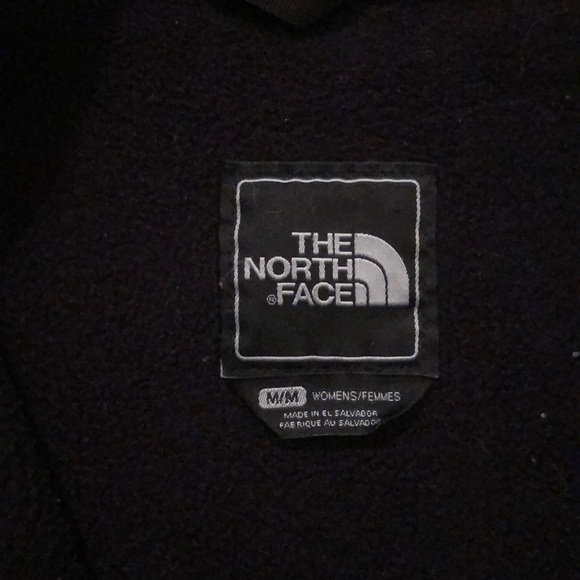 THE
NORTH
®FACE
M/M WOMENS/FEMMES
MADE IN EL SALVADOR
FABRIQUE AU SALVADOR